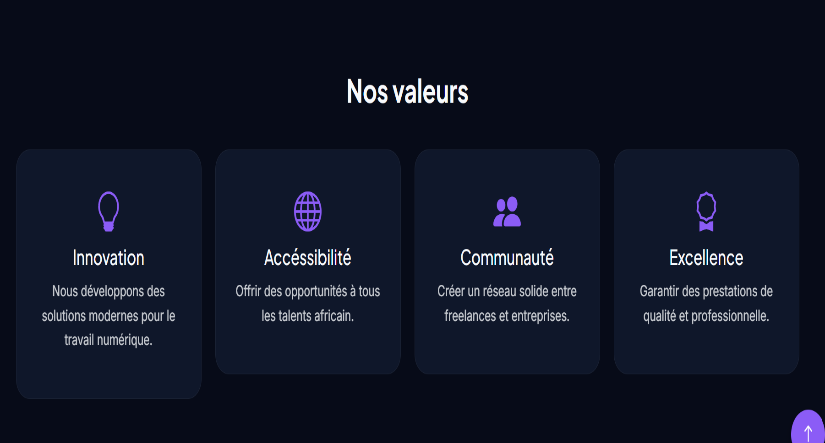 Nos valeurs
Innovation
Nous développons des
solutions modernes pour le
travail numérique.
Accéssibilité
Offrir des opportunités à tous
les talents africain.
Communauté
Créer un réseau solide entre
freelances et entreprises.
Excellence
Garantir des prestations de
qualité et professionnelle.